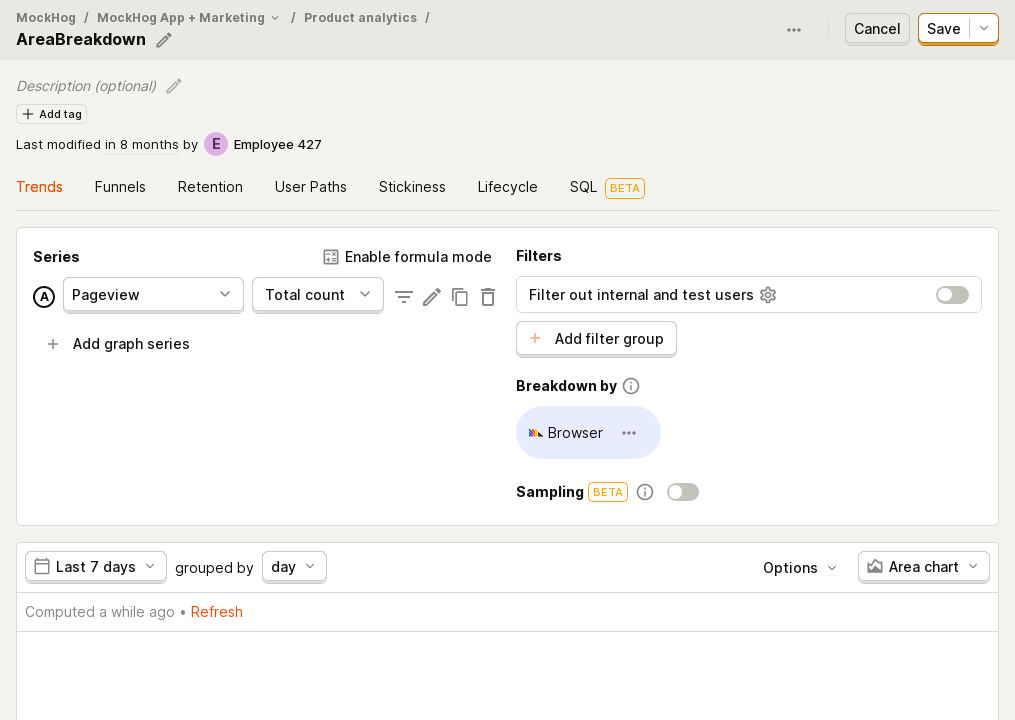 MockHog / MockHog App + Marketing / Product analytics /
AreaBreakdown
Cancel
Save
Description (optional)
Add tag
Last modified in 8 months by E Employee 427
Trends Funnels Retention User Paths Stickiness Lifecycle SQL BETA
Series
Enable formula mode
A Pageview Total count
Add graph series
Filters
Filter out internal and test users
Add filter group
Breakdown by
Browser
Sampling BETA
Last 7 days grouped by day Options Area chart
Computed a while ago • Refresh